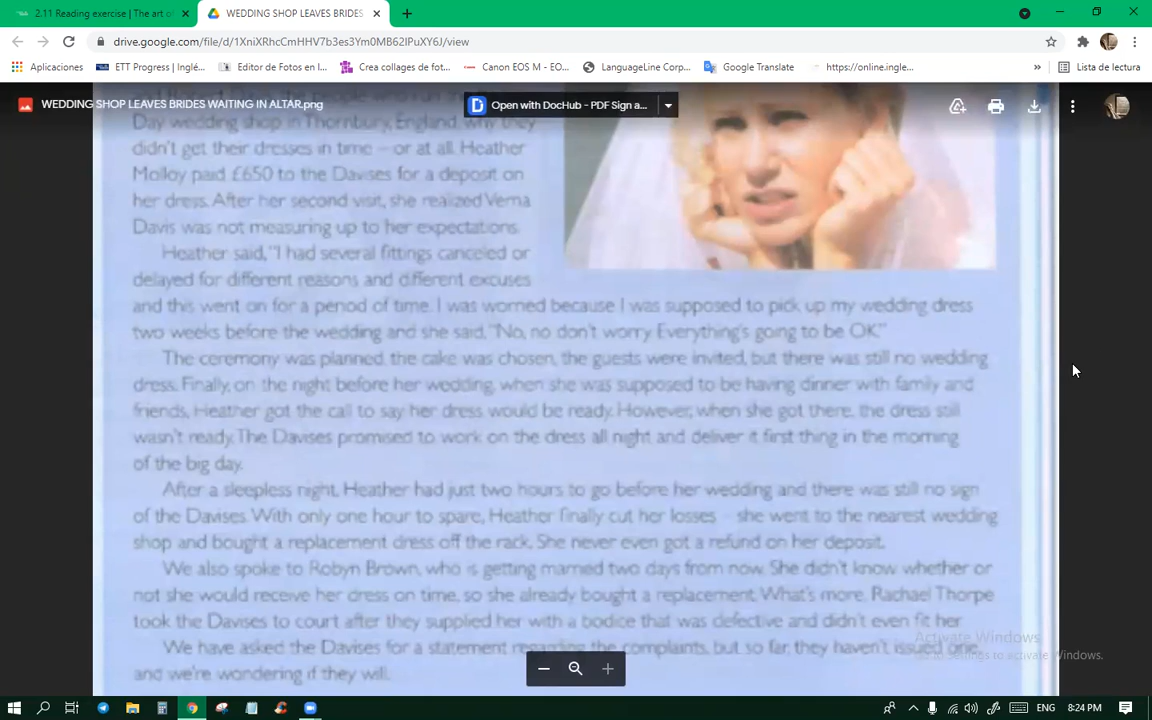 2.11 Reading exercise | The art of
WEDDING SHOP LEAVES BRIDES
drive.google.com/file/d/1XniXRhcCmHHV7b3es3Ym0MB62IPuXY6J/view
Aplicaciones
ETT Progress | Inglé...
Editor de Fotos en l...
Crea collages de fot...
Canon EOS M - EO...
LanguageLine Corp...
Google Translate
https://online.ingle...
»
Lista de lectura
WEDDING SHOP LEAVES BRIDES WAITING IN ALTAR.png
Open with DocHub - PDF Sign a...
the people who run the
Day wedding shop in Thornbury, England, why they
didn't get their dresses in time – or at all. Heather
Molloy paid £650 to the Davises for a deposit on
her dress. After her second visit, she realized Verna
Davis was not measuring up to her expectations.
Heather said, "I had several fittings canceled or
delayed for different reasons and different excuses
and this went on for a period of time. I was worried because I was supposed to pick up my wedding dress
two weeks before the wedding and she said, "No, no don't worry. Everything's going to be OK."
The ceremony was planned, the cake was chosen, the guests were invited, but there was still no wedding
dress. Finally, on the night before her wedding, when she was supposed to be having dinner with family and
friends, Heather got the call to say her dress would be ready. However, when she got there, the dress still
wasn't ready. The Davises promised to work on the dress all night and deliver it first thing in the morning
of the big day.
After a sleepless night, Heather had just two hours to go before her wedding and there was still no sign
of the Davises. With only one hour to spare, Heather finally cut her losses – she went to the nearest wedding
shop and bought a replacement dress off the rack. She never even got a refund on her deposit.
We also spoke to Robyn Brown, who is getting married two days from now. She didn't know whether or
not she would receive her dress on time, so she already bought a replacement. What's more, Rachael Thorpe
took the Davises to court after they supplied her with a bodice that was defective and didn't even fit her
We have asked the Davises for a statement regarding the complaints, but so far, they haven't issued one,
and we're wondering if they will.
Activate Windows
Go to Settings to activate Windows.
ENG
8:24 PM